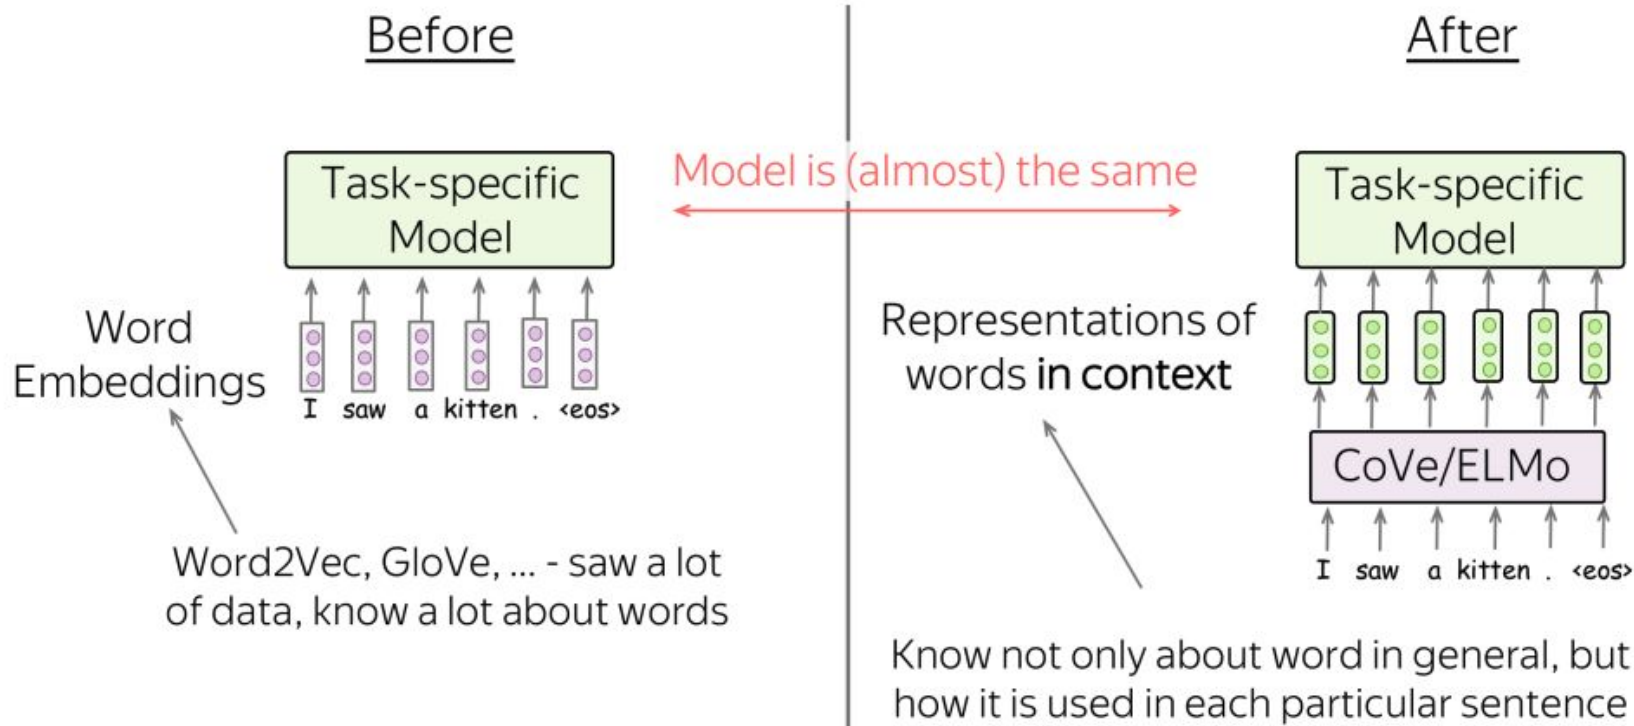 Before
Task-specific
Model
Word
Embeddings
I saw a kitten . <eos>
Word2Vec, GloVe, ... - saw a lot
of data, know a lot about words
Model is (almost) the same
After
Task-specific
Model
Representations of
words in context
CoVe/ELMo
I saw a kitten . <eos>
Know not only about word in general, but
how it is used in each particular sentence